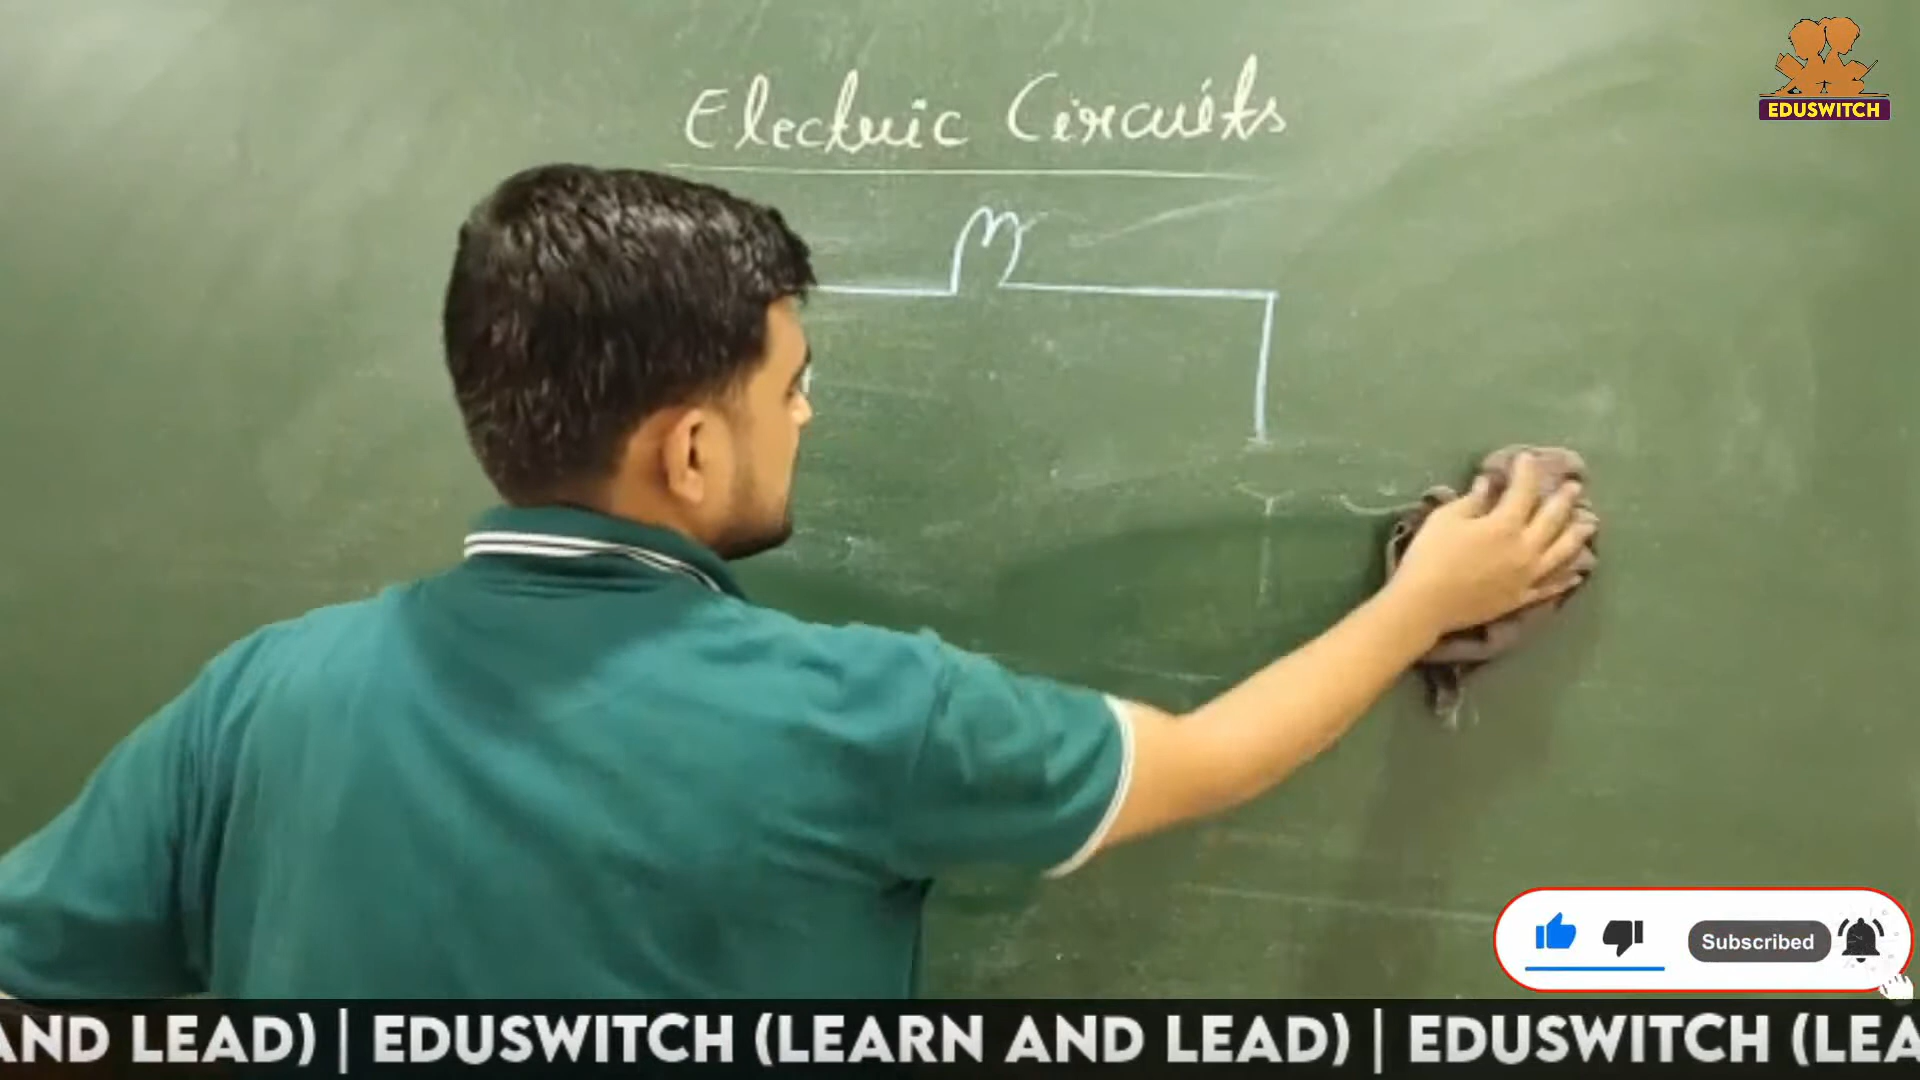 Electric Circuits
EDUSWITCH
Subscribed
AND LEAD) | EDUSWITCH (LEARN AND LEAD) | EDUSWITCH (LEA